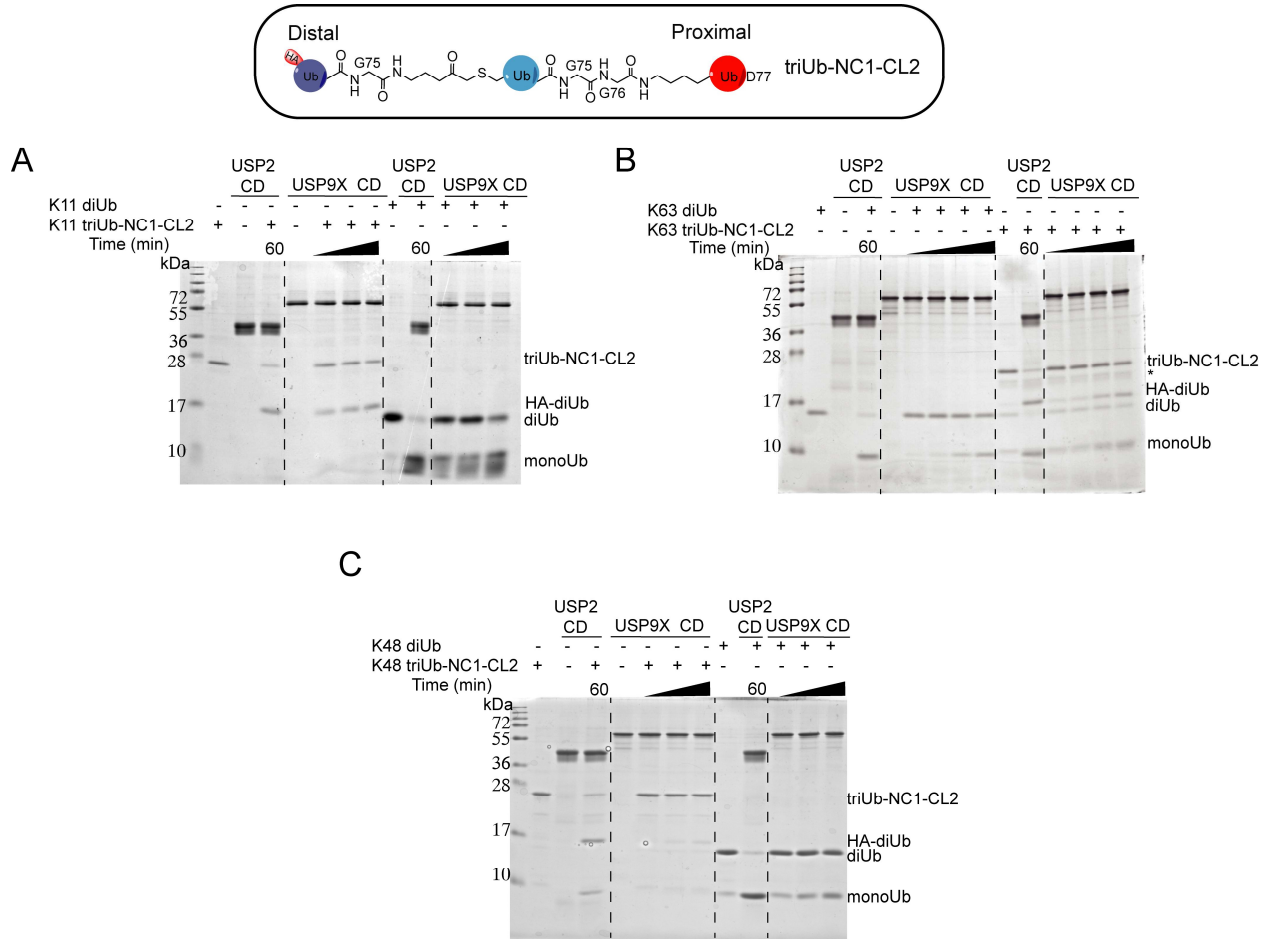 Distal
Proximal
HA
Ub
O
G75
H
N
N
H
O
O
S
Ub
O
G75
H
N
O
N
H
O
G76
N
H
Ub
D77
triUb-NC1-CL2
A
USP2
CD
USP9X CD
USP2
CD
USP9X CD
K11 diUb - - - - - - - + + + + +
K11 triUb-NC1-CL2 + - + - + + + - - - - -
Time (min) 60 60
kDa
72
55
36
28
17
10
triUb-NC1-CL2
HA-diUb
diUb
monoUb
B
USP2
CD
USP9X CD
USP2
CD
USP9X CD
K63 diUb + - + - + + + + - - - - - -
K63 triUb-NC1-CL2 - - - - - - - - + + + + + +
Time (min) 60 60
kDa
72
55
36
28
17
10
triUb-NC1-CL2
*
HA-diUb
diUb
monoUb
C
USP2
CD
USP9X CD
USP2
CD
USP9X CD
K48 diUb - - - - - - - + + + + +
K48 triUb-NC1-CL2 + - + - + + + - - - - -
Time (min) 60 60
kDa
72
55
36
28
17
10
triUb-NC1-CL2
HA-diUb
diUb
monoUb